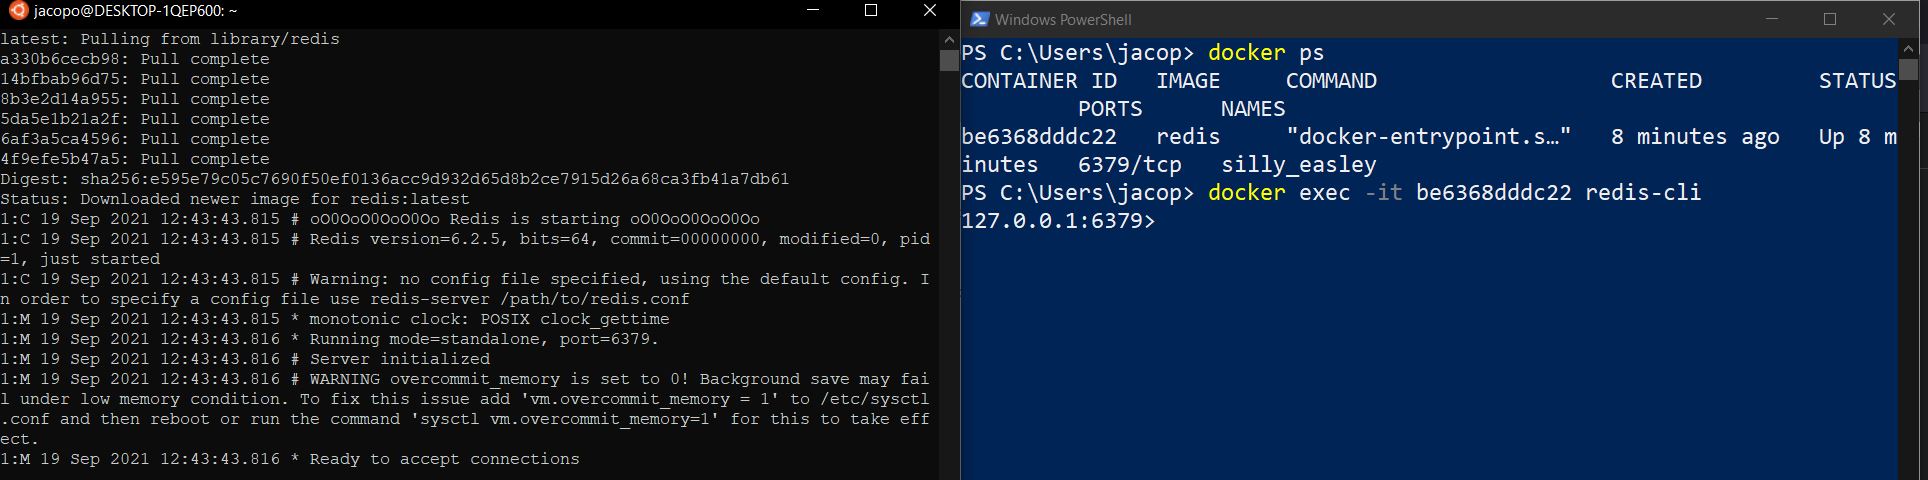 jacopo@DESKTOP-1QEP600: ~
latest: Pulling from library/redis
a330b6cecb98: Pull complete
14bfbab96d75: Pull complete
8b3e2d14a955: Pull complete
5da5e1b21a2f: Pull complete
6af3a5ca4596: Pull complete
4f9efe5b47a5: Pull complete
Digest: sha256:e595e79c05c7690f50ef0136acc9d932d65d8b2ce7915d26a68ca3fb41a7db61
Status: Downloaded newer image for redis:latest
1:C 19 Sep 2021 12:43:43.815 # oO0OoO0OoO0Oo Redis is starting oO0OoO0OoO0Oo
1:C 19 Sep 2021 12:43:43.815 # Redis version=6.2.5, bits=64, commit=00000000, modified=0, pid
=1, just started
1:C 19 Sep 2021 12:43:43.815 # Warning: no config file specified, using the default config. I
n order to specify a config file use redis-server /path/to/redis.conf
1:M 19 Sep 2021 12:43:43.815 * monotonic clock: POSIX clock_gettime
1:M 19 Sep 2021 12:43:43.816 * Running mode=standalone, port=6379.
1:M 19 Sep 2021 12:43:43.816 # Server initialized
1:M 19 Sep 2021 12:43:43.816 # WARNING overcommit_memory is set to 0! Background save may fai
l under low memory condition. To fix this issue add 'vm.overcommit_memory = 1' to /etc/sysctl
.conf and then reboot or run the command 'sysctl vm.overcommit_memory=1' for this to take eff
ect.
1:M 19 Sep 2021 12:43:43.816 * Ready to accept connections
Windows PowerShell
PS C:\Users\jacop> docker ps
CONTAINER ID   IMAGE     COMMAND                  CREATED         STATUS
         PORTS      NAMES
be6368dddc22   redis     "docker-entrypoint.s…"   8 minutes ago   Up 8 m
inutes   6379/tcp   silly_easley
PS C:\Users\jacop> docker exec -it be6368dddc22 redis-cli
127.0.0.1:6379>